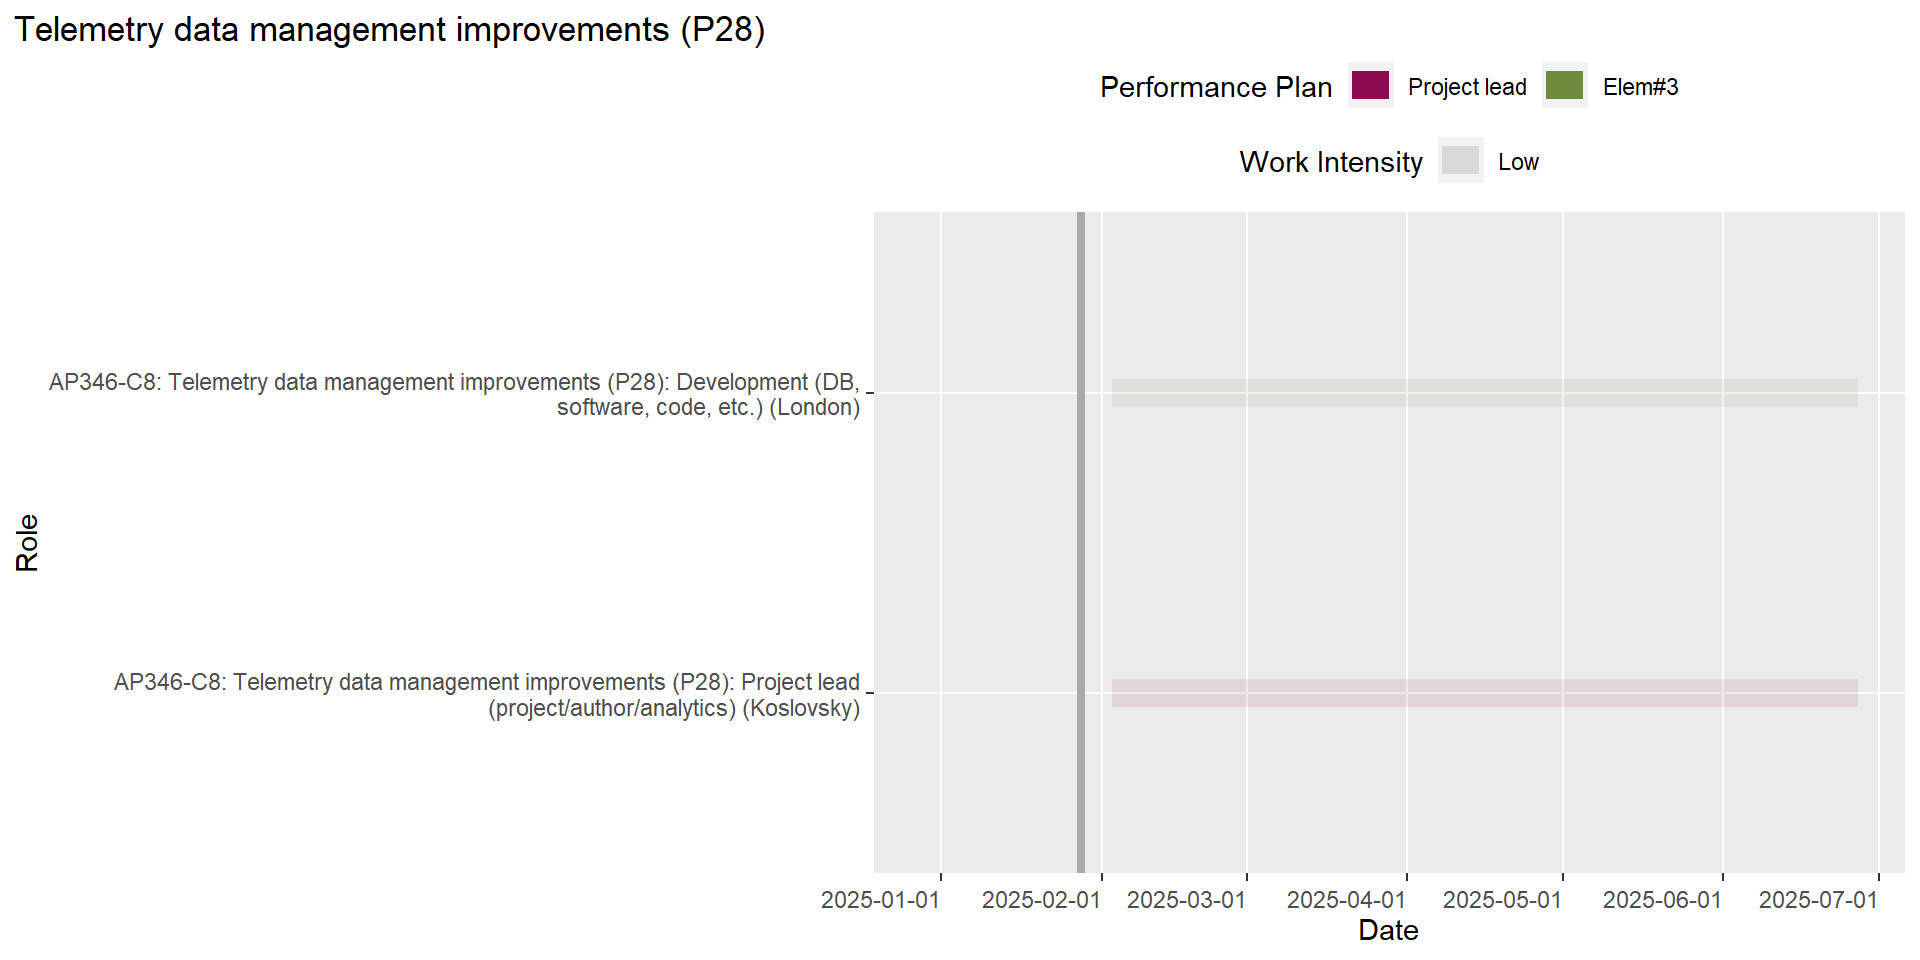 Telemetry data management improvements (P28)
Performance Plan Project lead Elem#3
Work Intensity Low
AP346-C8: Telemetry data management improvements (P28): Development (DB,
software, code, etc.) (London)
Role
AP346-C8: Telemetry data management improvements (P28): Project lead
(project/author/analytics) (Koslovsky)
2025-01-01 2025-02-01 2025-03-01 2025-04-01 2025-05-01 2025-06-01 2025-07-01
Date